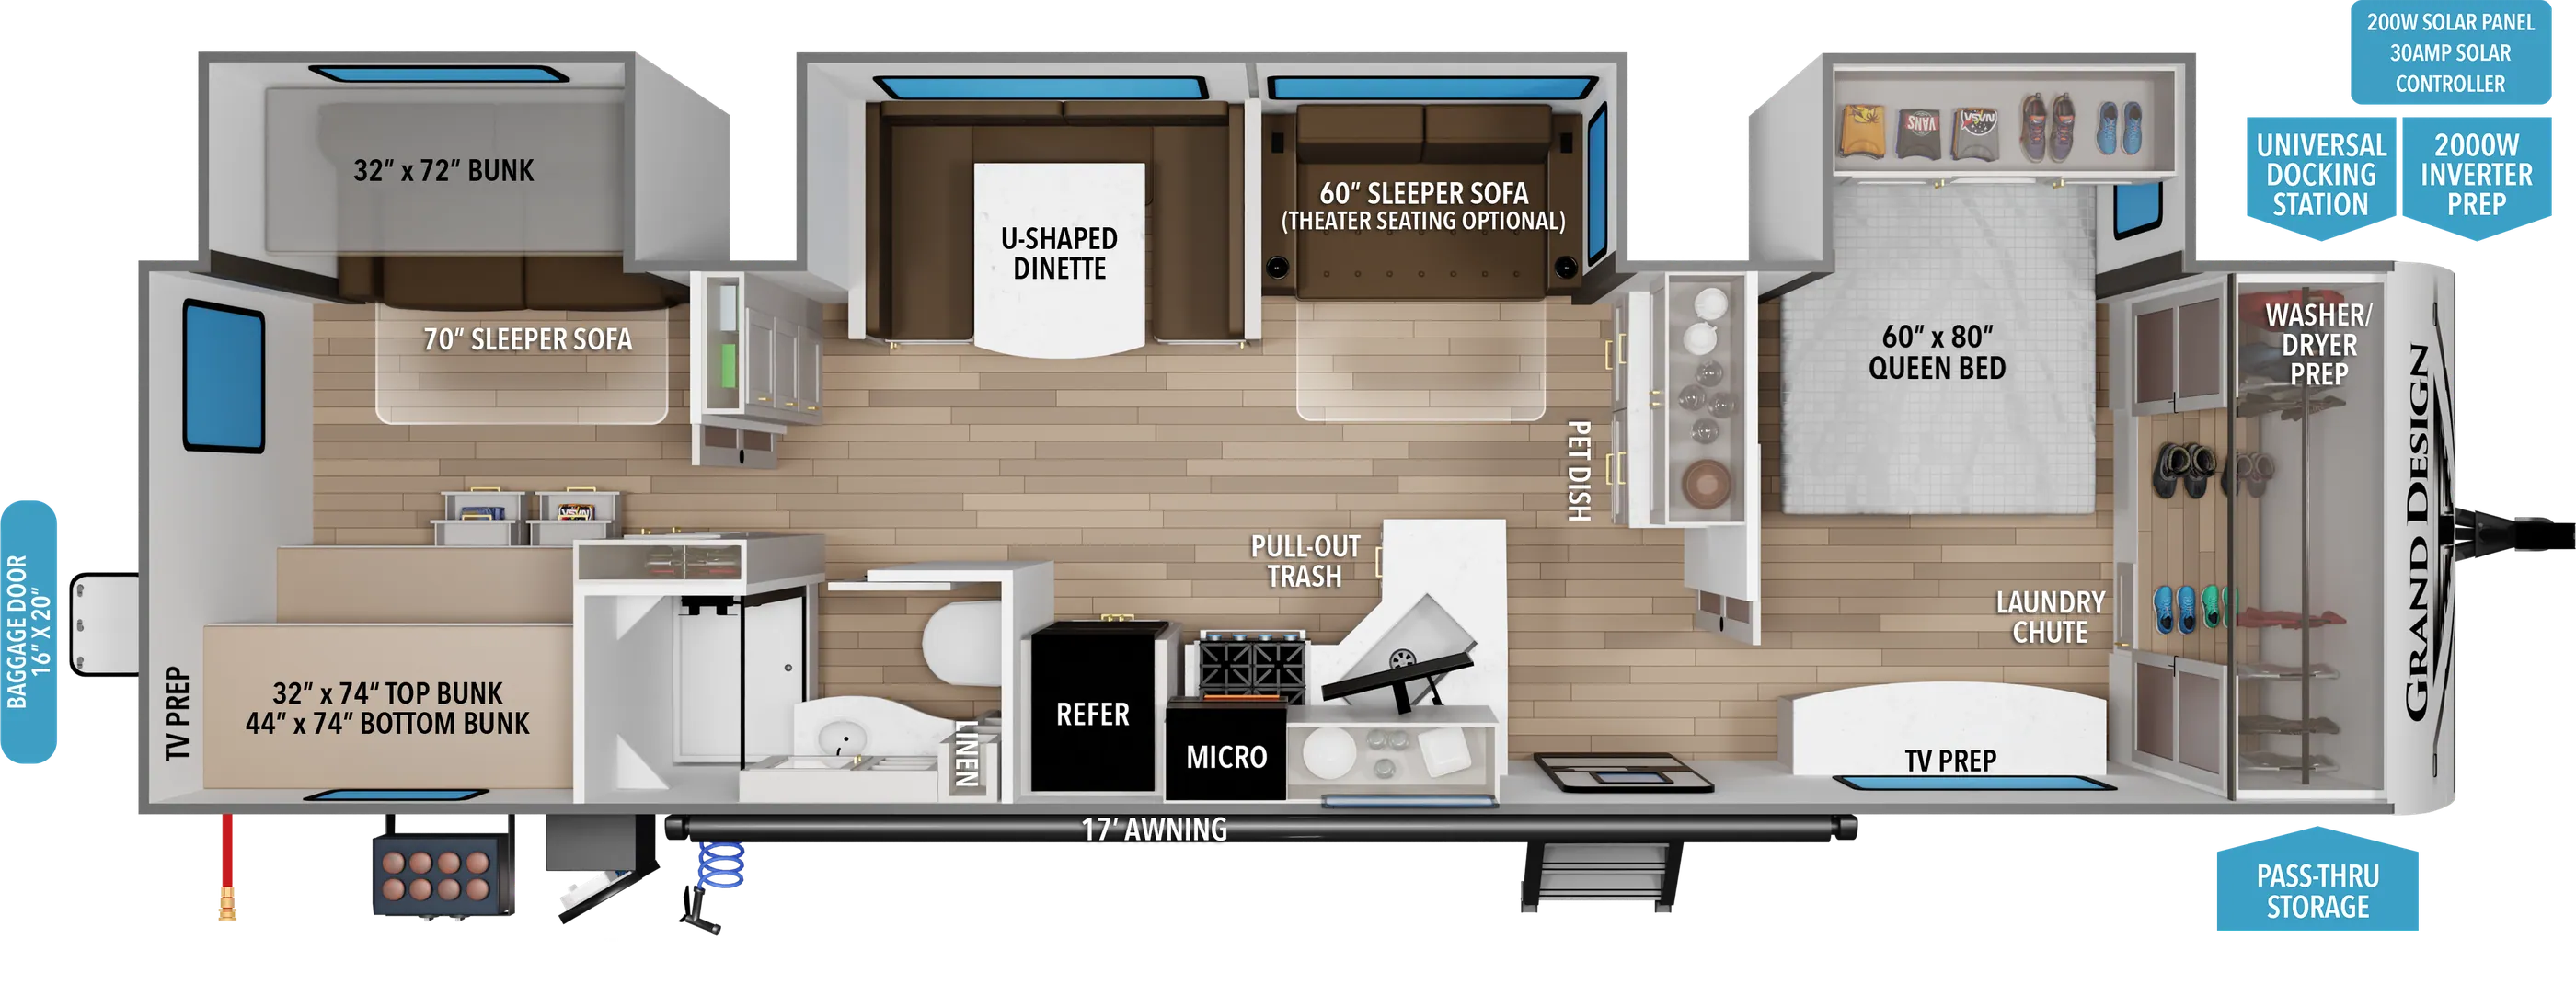 200W SOLAR PANEL
30AMP SOLAR
CONTROLLER
UNIVERSAL
DOCKING
STATION
2000W
INVERTER
PREP
32" x 72" BUNK
70" SLEEPER SOFA
U-SHAPED
DINETTE
60" SLEEPER SOFA
(THEATER SEATING OPTIONAL)
VANS
60" x 80"
QUEEN BED
WASHER/
DRYER
PREP
GRAND DESIGN
PET DISH
PULL-OUT
TRASH
LAUNDRY
CHUTE
BAGGAGE DOOR
16" X 20"
TV PREP
32" x 74" TOP BUNK
44" x 74" BOTTOM BUNK
LINEN
REFER
MICRO
TV PREP
17' AWNING
PASS-THRU
STORAGE